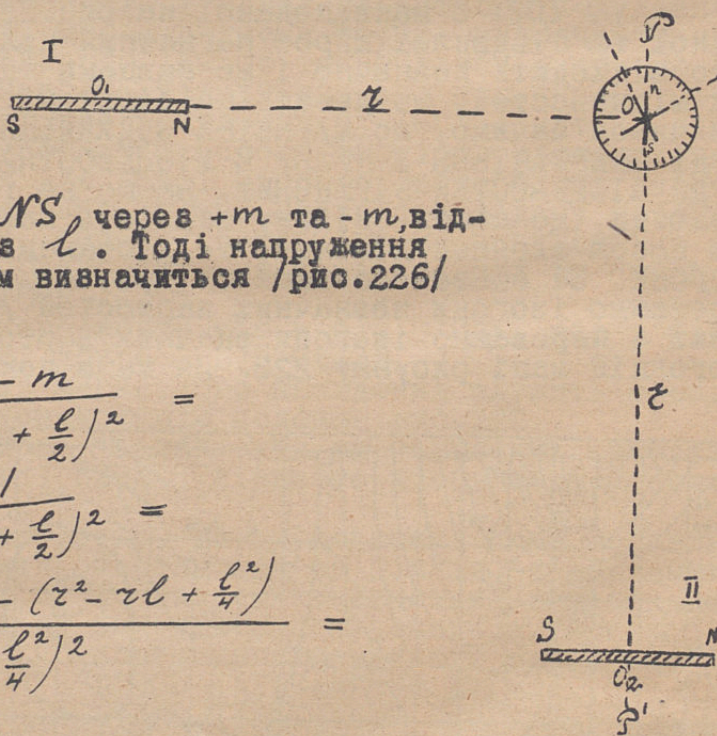 I
O₁
S N
r
P
O n
s
NS через +m та -m, від-
з l. Тоді напруження
м визначиться /рис.226/
- m
+ l/2)² =
1
+ l/2)² =
- (r² - rl + l²/4)
l²/4)² =
r
II
S N
O₂
P'